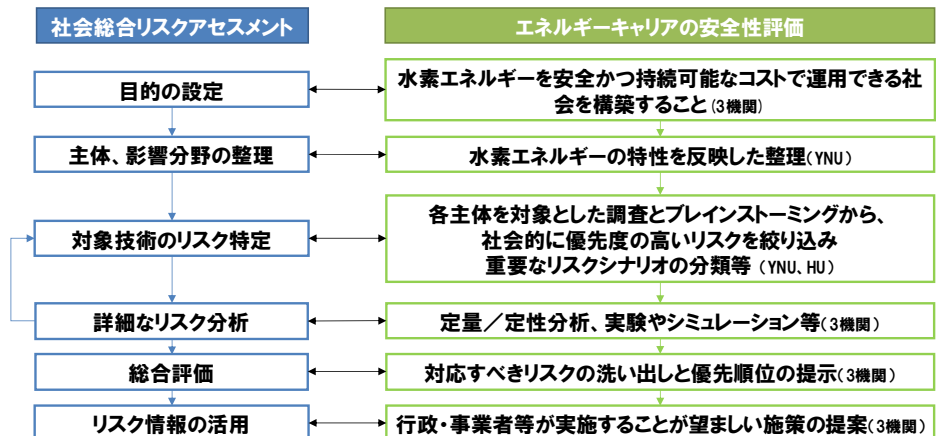 社会総合リスクアセスメント
エネルギーキャリアの安全性評価
目的の設定
水素エネルギーを安全かつ持続可能なコストで運用できる社
会を構築すること(3機関)
主体、影響分野の整理
水素エネルギーの特性を反映した整理(YNU)
対象技術のリスク特定
各主体を対象とした調査とブレインストーミングから、
社会的に優先度の高いリスクを絞り込み
重要なリスクシナリオの分類等 (YNU、HU)
詳細なリスク分析
定量／定性分析、実験やシミュレーション等(3機関)
総合評価
対応すべきリスクの洗い出しと優先順位の提示(3機関)
リスク情報の活用
行政・事業者等が実施することが望ましい施策の提案(3機関)